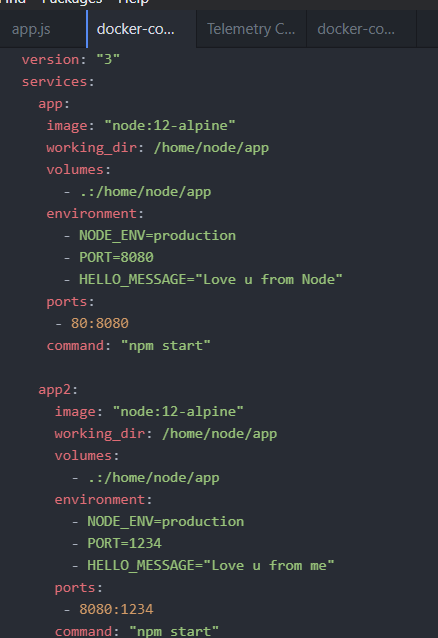 Find Packages Help
app.js docker-co... Telemetry C... docker-co...
version: "3"
services:
  app:
   image: "node:12-alpine"
   working_dir: /home/node/app
   volumes:
     - .:/home/node/app
   environment:
     - NODE_ENV=production
     - PORT=8080
     - HELLO_MESSAGE="Love u from Node"
   ports:
    - 80:8080
   command: "npm start"

  app2:
    image: "node:12-alpine"
    working_dir: /home/node/app
    volumes:
      - .:/home/node/app
    environment:
      - NODE_ENV=production
      - PORT=1234
      - HELLO_MESSAGE="Love u from me"
    ports:
     - 8080:1234
    command: "npm start"